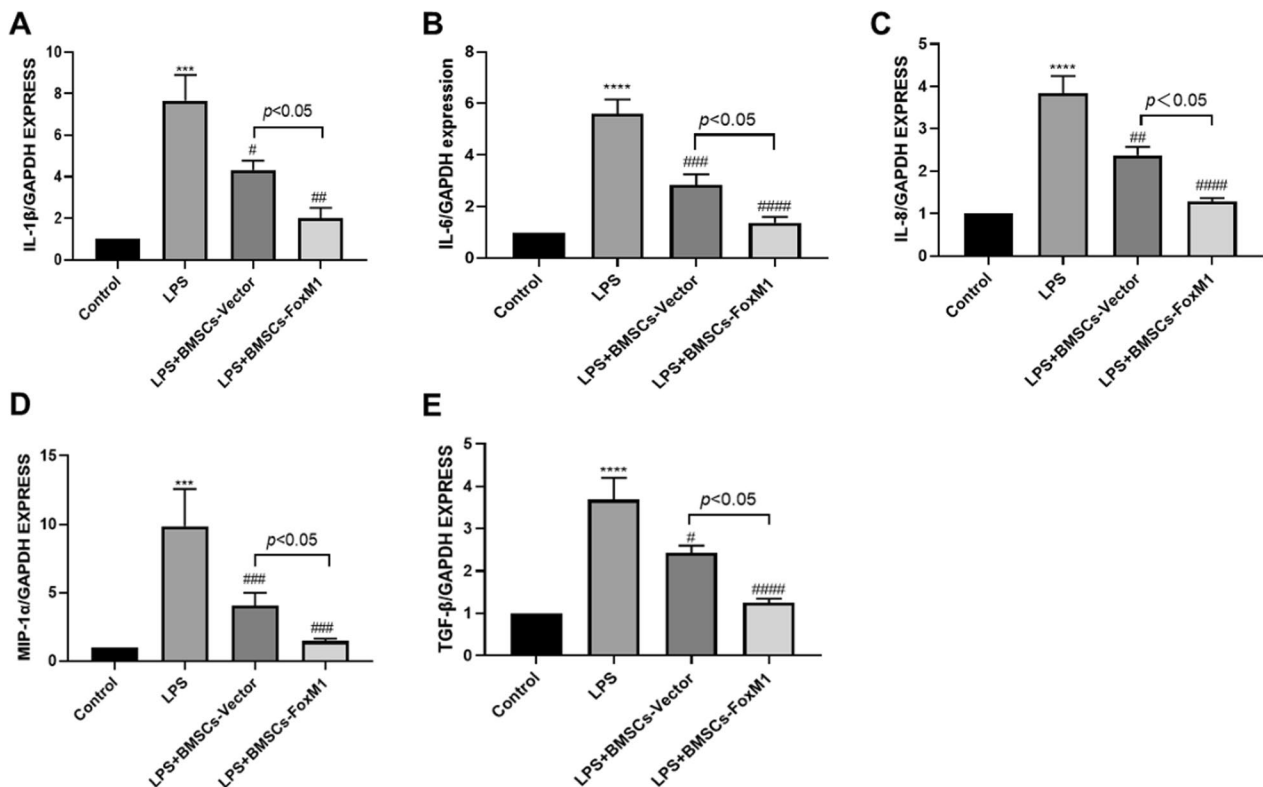 A
IL-1β/GAPDH EXPRESS
10
8
6
4
2
0
***
#
##
p<0.05
Control
LPS
LPS+BMSCs-Vector
LPS+BMSCs-FoxM1
B
IL-6/GAPDH expression
8
6
4
2
0
****
###
####
p<0.05
Control
LPS
LPS+BMSCs-Vector
LPS+BMSCs-FoxM1
C
IL-8/GAPDH EXPRESS
5
4
3
2
1
0
****
##
####
p<0.05
Control
LPS
LPS+BMSCs-Vector
LPS+BMSCs-FoxM1
D
MIP-1α/GAPDH EXPRESS
15
10
5
0
***
###
###
p<0.05
Control
LPS
LPS+BMSCs-Vector
LPS+BMSCs-FoxM1
E
TGF-β/GAPDH EXPRESS
5
4
3
2
1
0
****
#
####
p<0.05
Control
LPS
LPS+BMSCs-Vector
LPS+BMSCs-FoxM1